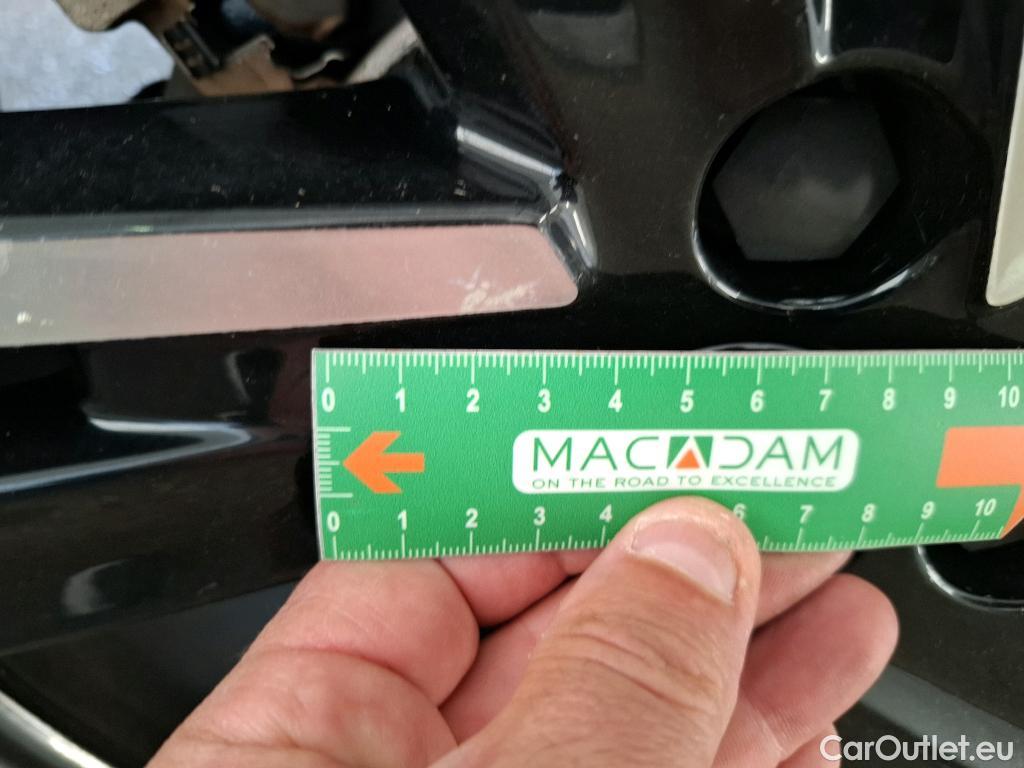 0 1 2 3 4 5 6 7 8 9 10
MACADAM
ON THE ROAD TO EXCELLENCE
0 1 2 3 4 6 7 8 9 10
CarOutlet.eu